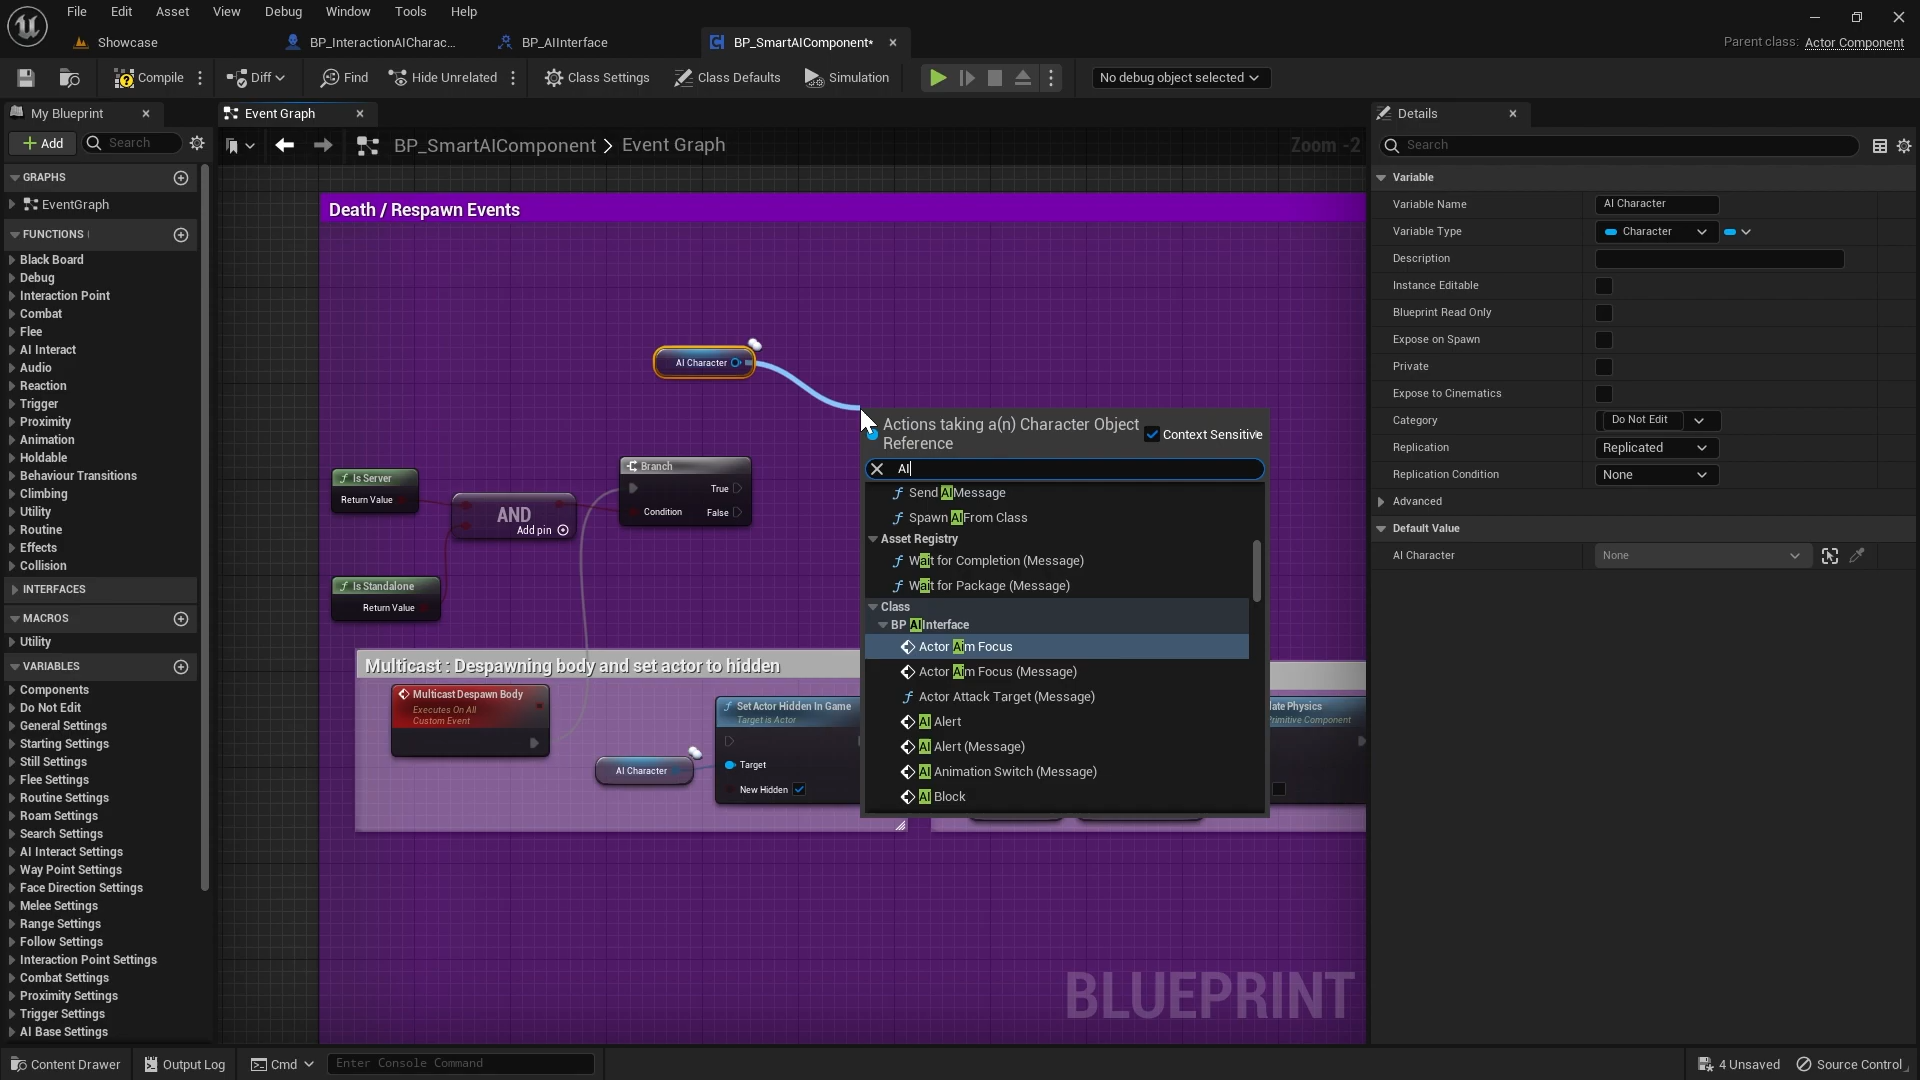 File Edit Asset View Debug Window Tools Help
Showcase BP_InteractionAICharac... BP_AIInterface BP_SmartAIComponent* Parent class: Actor Component
Compile Diff Find Hide Unrelated Class Settings Class Defaults Simulation No debug object selected
My Blueprint Event Graph Details
Add Search BP_SmartAIComponent > Event Graph Zoom -2 Search
GRAPHS
EventGraph
FUNCTIONS
Black Board
Debug
Interaction Point
Combat
Flee
AI Interact
Audio
Reaction
Trigger
Proximity
Animation
Holdable
Behaviour Transitions
Climbing
Utility
Routine
Effects
Collision
INTERFACES
MACROS
Utility
VARIABLES
Components
Do Not Edit
General Settings
Starting Settings
Still Settings
Flee Settings
Routine Settings
Roam Settings
Search Settings
AI Interact Settings
Way Point Settings
Face Direction Settings
Melee Settings
Range Settings
Follow Settings
Interaction Point Settings
Combat Settings
Proximity Settings
Trigger Settings
AI Base Settings
Death / Respawn Events
AI Character
Is Server
Return Value
AND
Add pin
Branch
True
Condition False
Is Standalone
Return Value
Multicast : Despawning body and set actor to hidden
Multicast Despawn Body
Executes On All
Custom Event
AI Character
Set Actor Hidden In Game
Target is Actor
Target
New Hidden
late Physics
Primitive Component
Actions taking a(n) Character Object
Reference
Context Sensitive
AI
Send AIMessage
Spawn AIFrom Class
Asset Registry
Wait for Completion (Message)
Wait for Package (Message)
Class
BP AIInterface
Actor Aim Focus
Actor Aim Focus (Message)
Actor Attack Target (Message)
AI Alert
AI Alert (Message)
AI Animation Switch (Message)
AI Block
BLUEPRINT
Variable
Variable Name AI Character
Variable Type Character
Description
Instance Editable
Blueprint Read Only
Expose on Spawn
Private
Expose to Cinematics
Category Do Not Edit
Replication Replicated
Replication Condition None
Advanced
Default Value
AI Character None
Content Drawer Output Log Cmd Enter Console Command 4 Unsaved Source Control